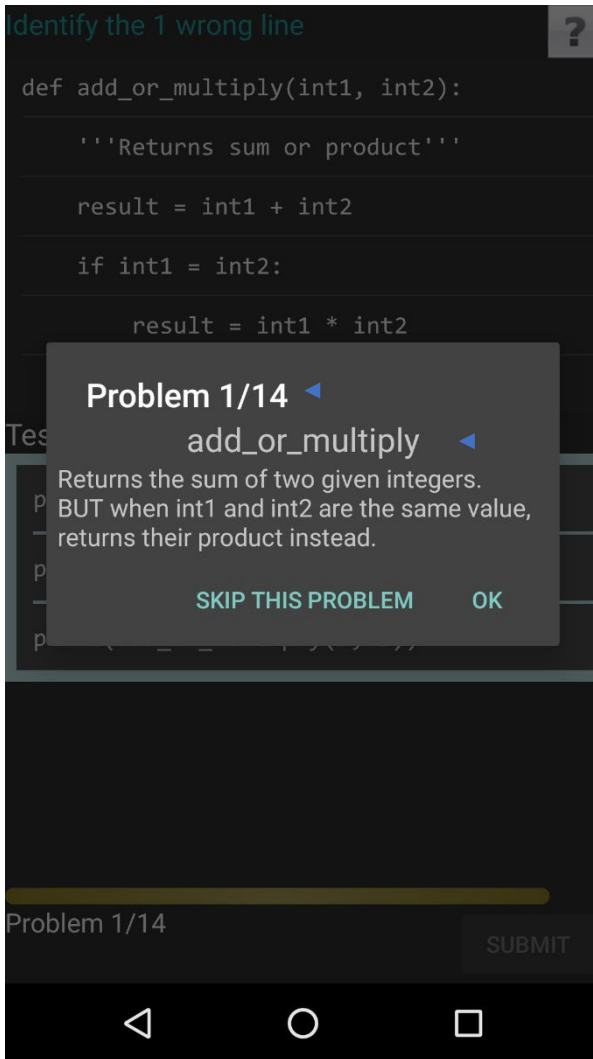 Identify the 1 wrong line
?
def add_or_multiply(int1, int2):
'''Returns sum or product'''
result = int1 + int2
if int1 = int2:
result = int1 * int2
Problem 1/14
Tes
add_or_multiply
Returns the sum of two given integers.
BUT when int1 and int2 are the same value,
returns their product instead.
SKIP THIS PROBLEM OK
Problem 1/14
SUBMIT